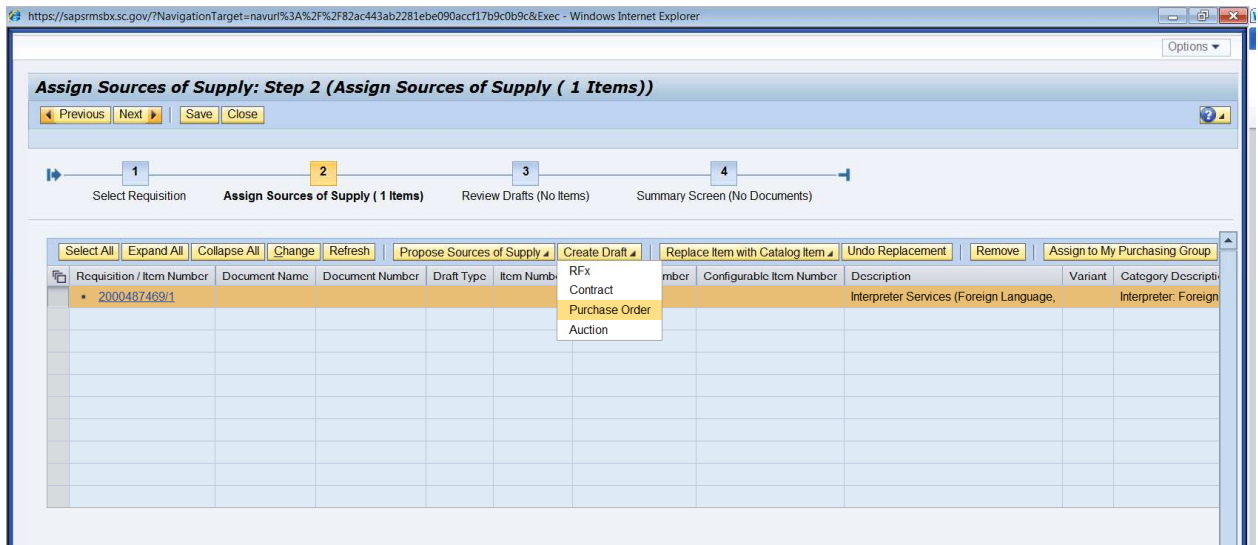 https://sapsrmsbx.sc.gov/?NavigationTarget=navurl%3A%2F%2F82ac443ab2281ebe090accf17b9c0b9c&Exec - Windows Internet Explorer
Options
Assign Sources of Supply: Step 2 (Assign Sources of Supply ( 1 Items))
Previous Next Save Close
1 2 3 4
Select Requisition Assign Sources of Supply ( 1 Items) Review Drafts (No Items) Summary Screen (No Documents)
Select All Expand All Collapse All Change Refresh Propose Sources of Supply Create Draft Replace Item with Catalog Item Undo Replacement Remove Assign to My Purchasing Group
Requisition / Item Number Document Name Document Number Draft Type Item Numb mber Configurable Item Number Description Variant Category Descripti
2000487469/1 Interpreter Services (Foreign Language, Interpreter: Foreign
RFx
Contract
Purchase Order
Auction